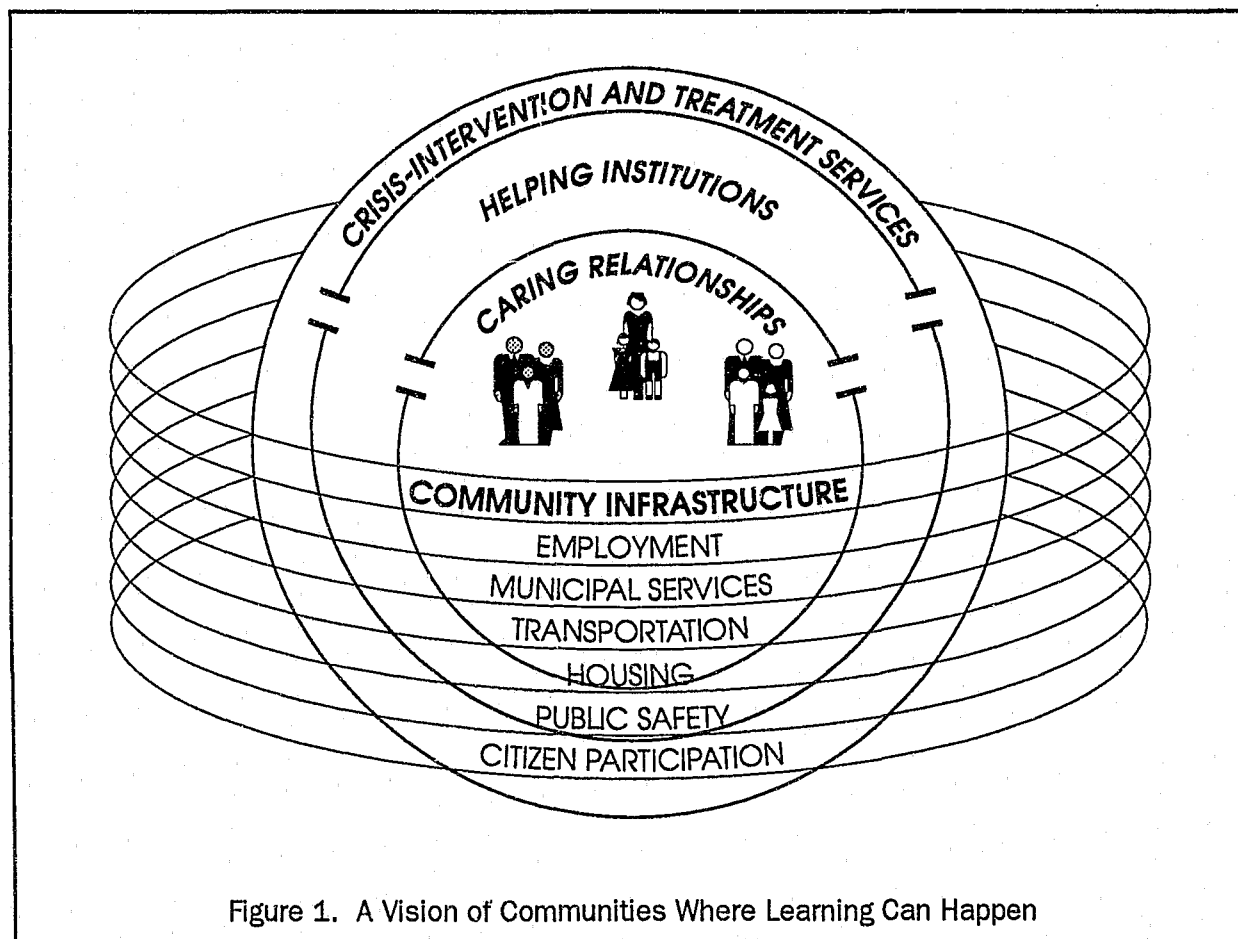 CRISIS-INTERVENTION AND TREATMENT SERVICES
HELPING INSTITUTIONS
CARING RELATIONSHIPS
COMMUNITY INFRASTRUCTURE
EMPLOYMENT
MUNICIPAL SERVICES
TRANSPORTATION
HOUSING
PUBLIC SAFETY
CITIZEN PARTICIPATION
Figure 1. A Vision of Communities Where Learning Can Happen